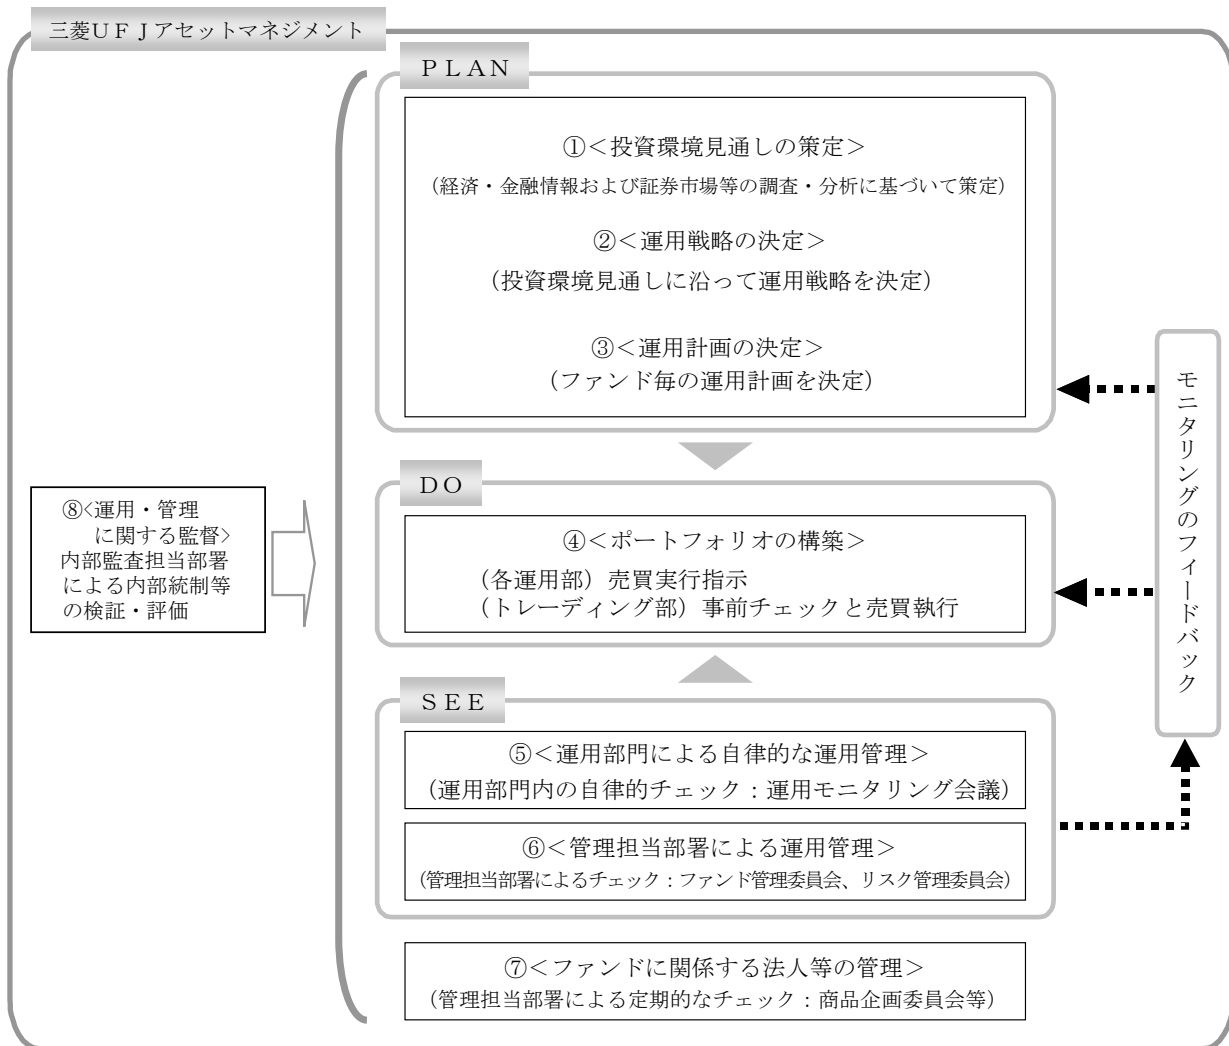 三菱ＵＦＪアセットマネジメント
ＰＬＡＮ
①＜投資環境見通しの策定＞
（経済・金融情報および証券市場等の調査・分析に基づいて策定）
②＜運用戦略の決定＞
（投資環境見通しに沿って運用戦略を決定）
③＜運用計画の決定＞
（ファンド毎の運用計画を決定）
ＤＯ
④＜ポートフォリオの構築＞
（各運用部）売買実行指示
（トレーディング部）事前チェックと売買執行
ＳＥＥ
⑤＜運用部門による自律的な運用管理＞
（運用部門内の自律的チェック：運用モニタリング会議）
⑥＜管理担当部署による運用管理＞
（管理担当部署によるチェック：ファンド管理委員会、リスク管理委員会）
⑦＜ファンドに関係する法人等の管理＞
（管理担当部署による定期的なチェック：商品企画委員会等）
⑧<運用・管理
に関する監督>
内部監査担当部署
による内部統制等
の検証・評価
モニタリングのフィードバック